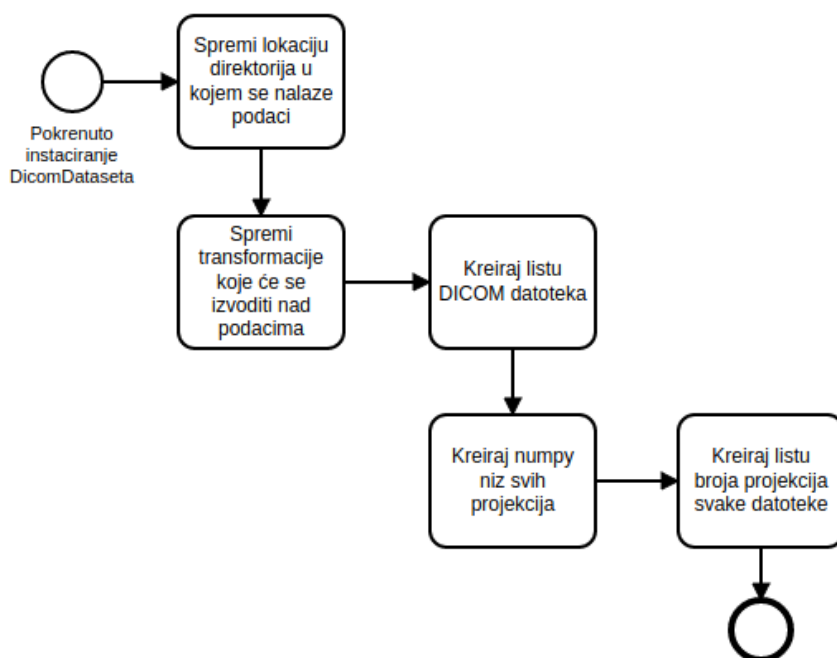 Spremi lokaciju
direktorija u
kojem se nalaze
podaci
Pokrenuto
instaciranje
DicomDataseta
Spremi
transformacije
koje će se
izvoditi nad
podacima
Kreiraj listu
DICOM datoteka
Kreiraj numpy
niz svih
projekcija
Kreiraj listu
broja projekcija
svake datoteke